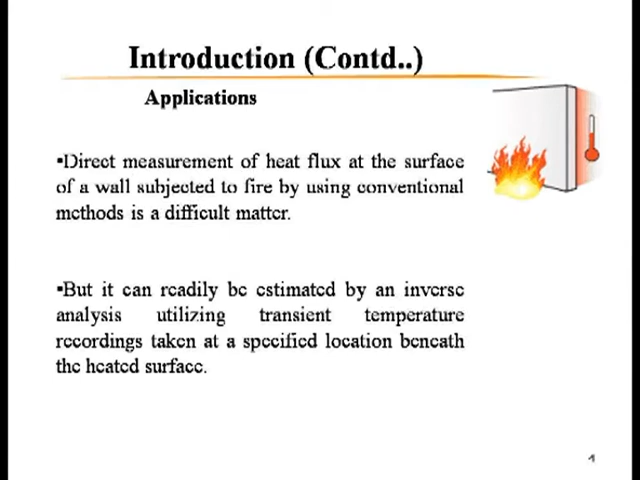 Introduction (Contd..)
Applications
▪Direct measurement of heat flux at the surface
of a wall subjected to fire by using conventional
methods is a difficult matter.
▪But it can readily be estimated by an inverse
analysis utilizing transient temperature
recordings taken at a specified location beneath
the heated surface.
4